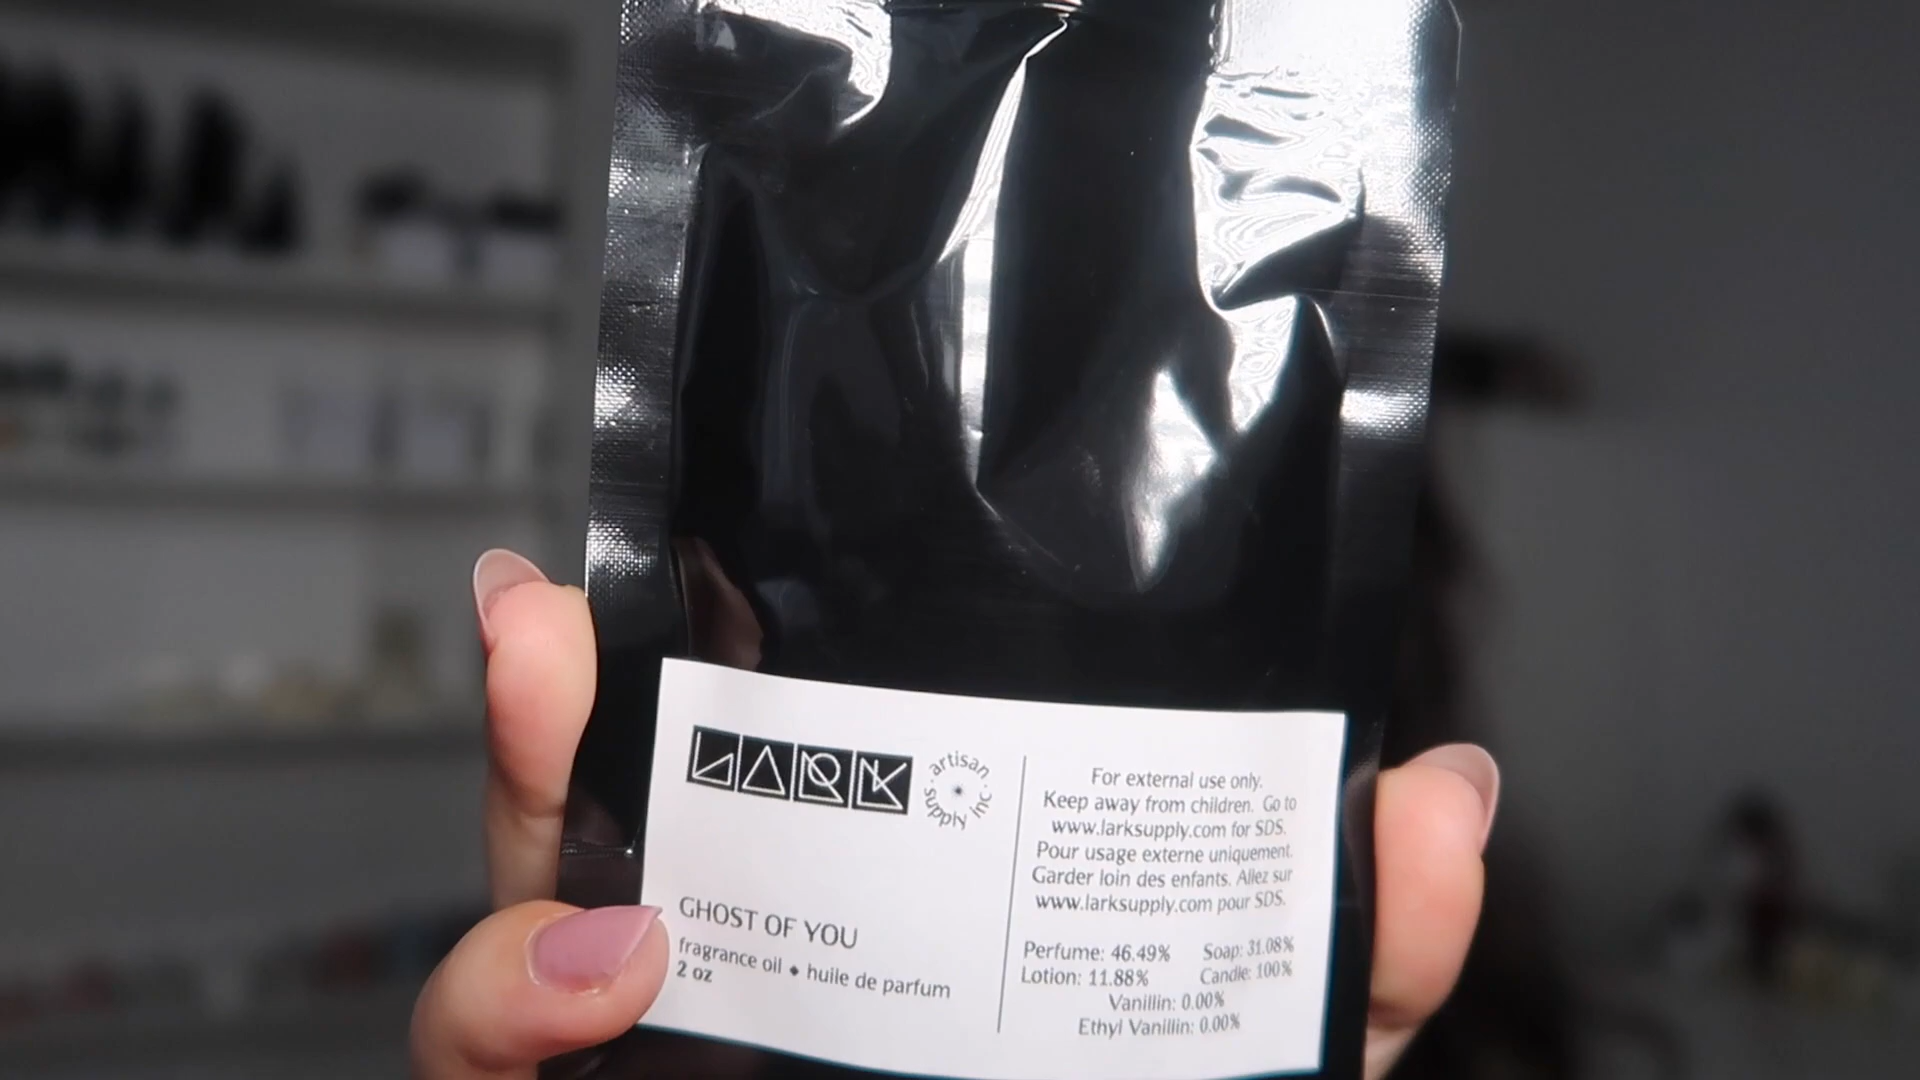 LARK
artisan supply inc.
GHOST OF YOU
fragrance oil ◆ huile de parfum
2 oz
For external use only.
Keep away from children. Go to
www.larksupply.com for SDS.
Pour usage externe uniquement.
Garder loin des enfants. Allez sur
www.larksupply.com pour SDS.
Perfume: 46.49% Soap: 31.08%
Lotion: 11.88% Candle: 100%
Vanillin: 0.00%
Ethyl Vanillin: 0.00%